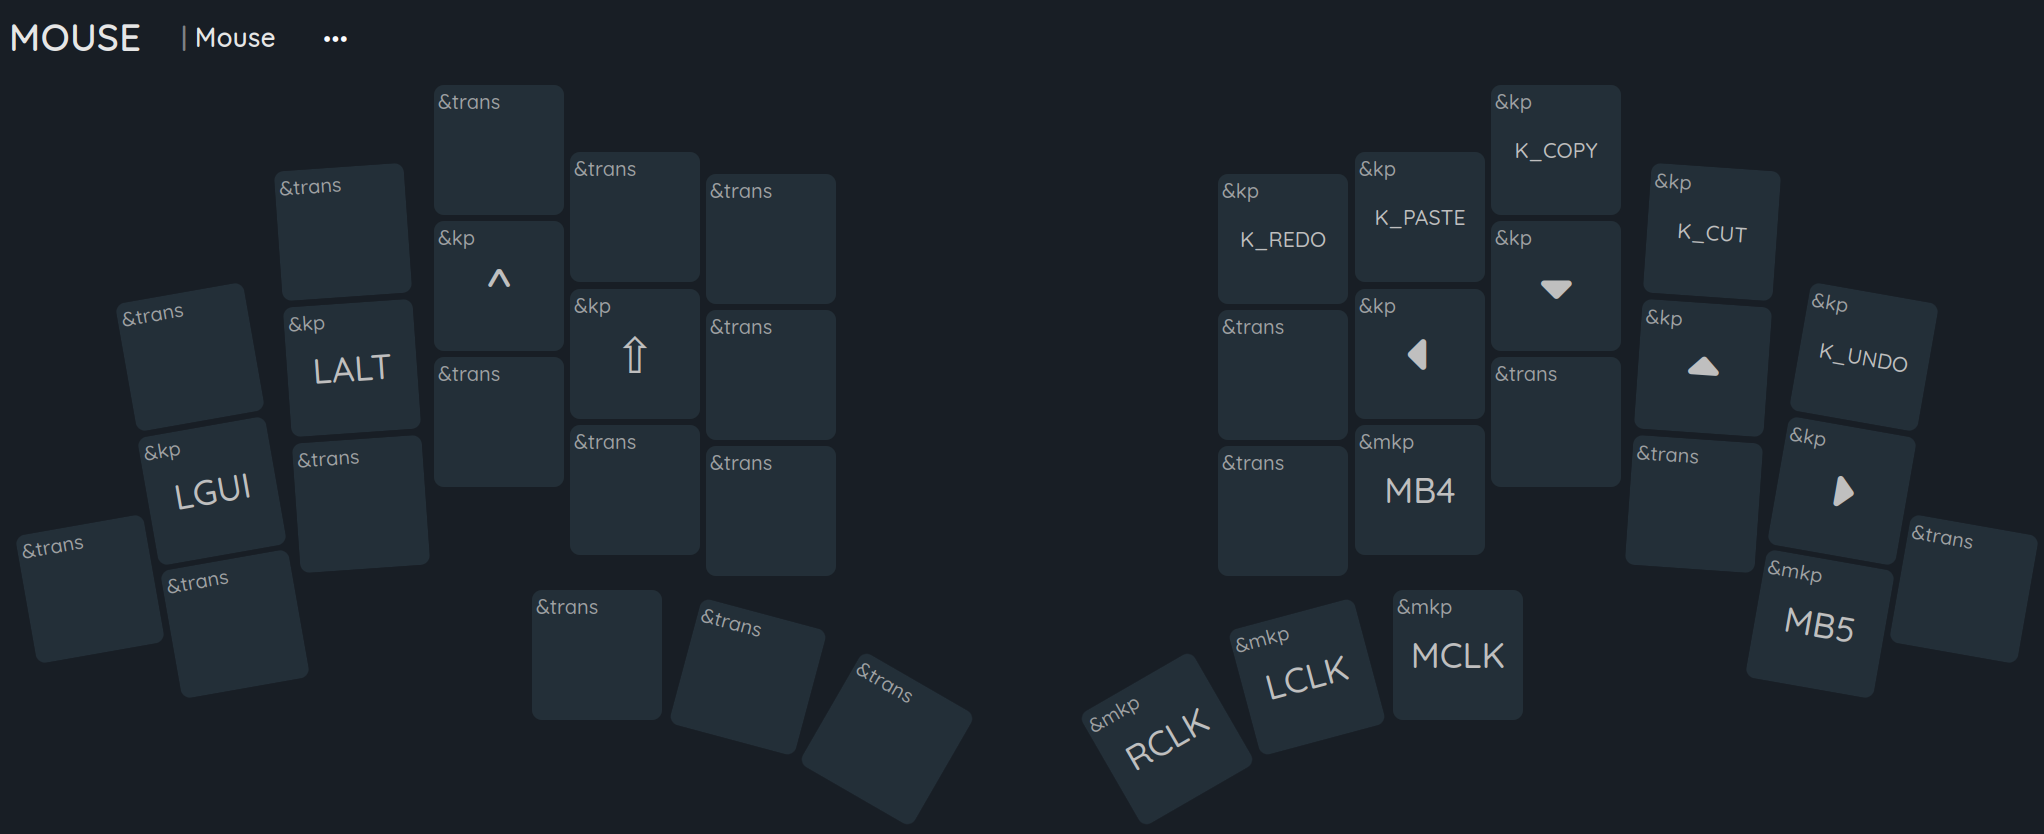 MOUSE | Mouse •••
&trans
&kp
K_COPY
&trans
&kp
K_PASTE
&trans
&kp
K_CUT
&trans
&kp
K_REDO
&trans
&kp
^
&kp
&trans
&kp
K_UNDO
&kp
LALT
&kp
⇧
&trans
&trans
&kp
&kp
&trans
&trans
&kp
LGUI
&trans
&trans
&trans
&trans
&mkp
MB4
&trans
&kp
&trans
&trans
&trans
&mkp
MB5
&trans
&trans
&trans
&mkp
RCLK
&mkp
LCLK
&mkp
MCLK